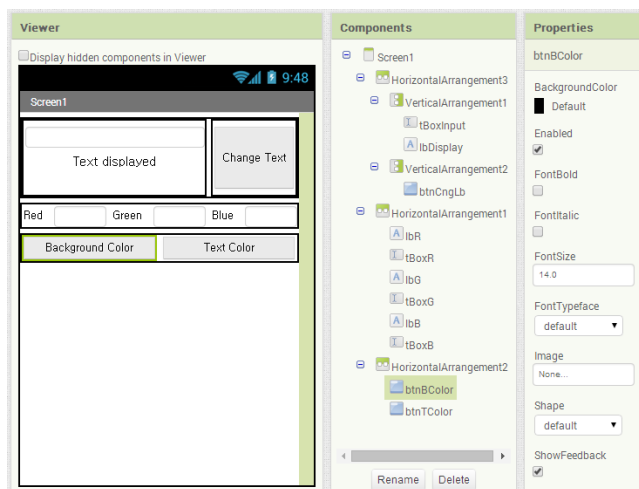 Viewer
Display hidden components in Viewer
9:48
Screen1
Text displayed
Change Text
Red
Green
Blue
Background Color
Text Color
Components
Screen1
HorizontalArrangement3
VerticalArrangement1
tBoxInput
lbDisplay
VerticalArrangement2
btnCngLb
HorizontalArrangement1
lbR
tBoxR
lbG
tBoxG
lbB
tBoxB
HorizontalArrangement2
btnBColor
btnTColor
Rename
Delete
Properties
btnBColor
BackgroundColor
Default
Enabled
FontBold
FontItalic
FontSize
14.0
FontTypeface
default
Image
None...
Shape
default
ShowFeedback